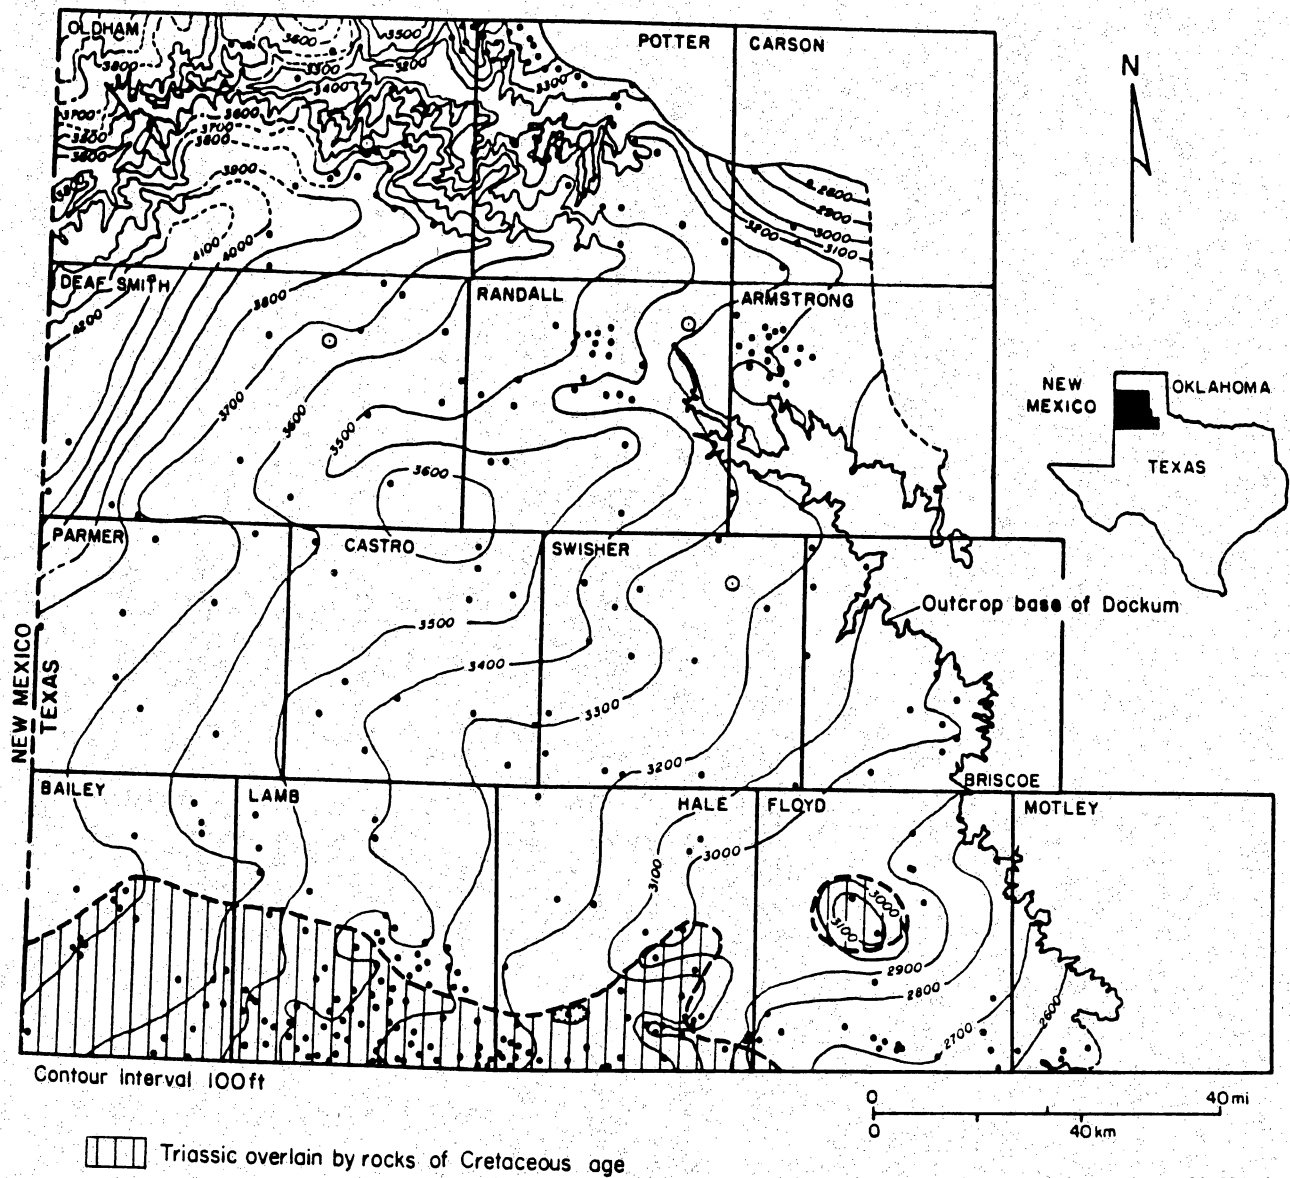 OLDHAM
POTTER
CARSON
N
3600
3500
3800
3500
3200
3400
3300
3700
3600
3700
3800
3800
3600
3900
4100
4000
2800
2900
3000
3100
3200
DEAF SMITH
RANDALL
ARMSTRONG
4200
3800
3700
3600
3500
3600
NEW MEXICO
OKLAHOMA
TEXAS
PARMER
CASTRO
SWISHER
Outcrop base of Dockum
3500
3400
3300
3200
NEW MEXICO
TEXAS
BRISCOE
BAILEY
LAMB
HALE
FLOYD
MOTLEY
3100
3000
3000
3100
2900
2800
2700
2600
Contour Interval 100ft
0 40 mi
0 40 km
Triassic overlain by rocks of Cretaceous age